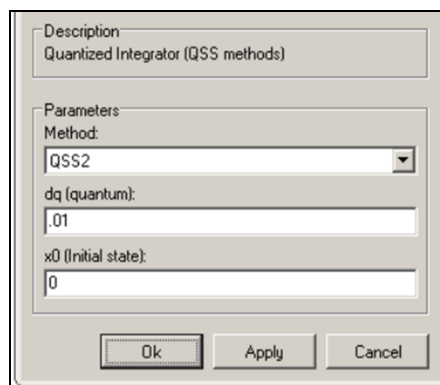 Description
Quantized Integrator (QSS methods)
Parameters
Method:
QSS2
dq (quantum):
.01
x0 (Initial state):
0
Ok Apply Cancel